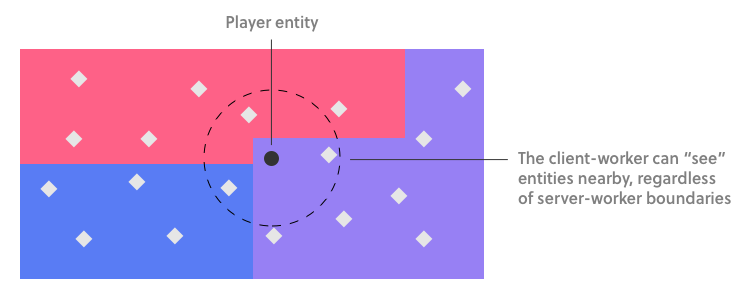 Player entity
The client-worker can “see”
entities nearby, regardless
of server-worker boundaries